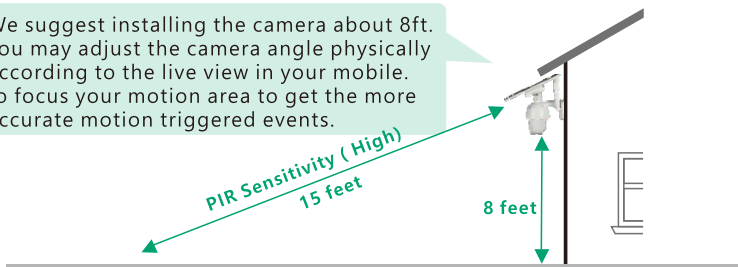 We suggest installing the camera about 8ft.
ou may adjust the camera angle physically
ccording to the live view in your mobile.
o focus your motion area to get the more
ccurate motion triggered events.
PIR Sensitivity ( High)
15 feet
8 feet